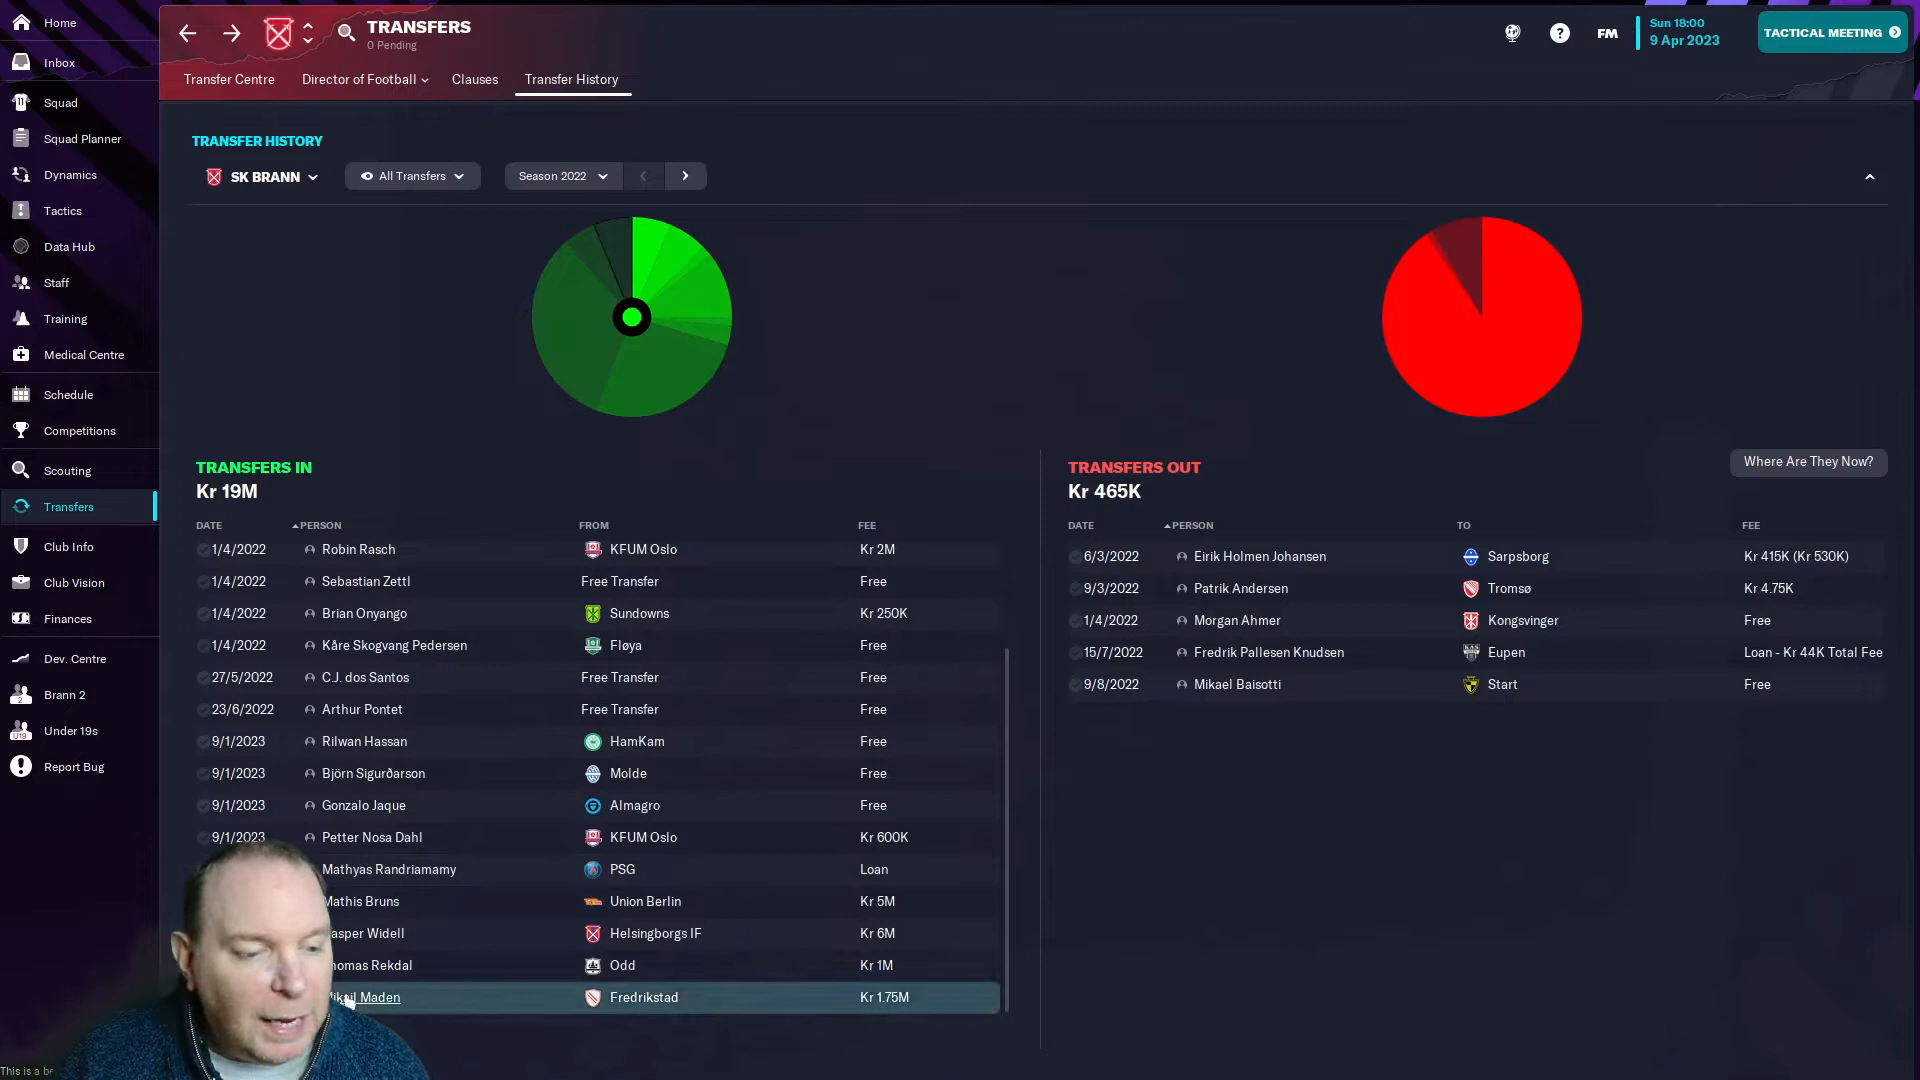 Home
Inbox
Squad
Squad Planner
Dynamics
Tactics
Data Hub
Staff
Training
Medical Centre
Schedule
Competitions
Scouting
Transfers
Club Info
Club Vision
Finances
Dev. Centre
Brann 2
Under 19s
Report Bug
This is a be
TRANSFERS
0 Pending
FM
Sun 18:00
9 Apr 2023
TACTICAL MEETING
Transfer Centre Director of Football Clauses Transfer History
TRANSFER HISTORY
SK BRANN All Transfers Season 2022
TRANSFERS IN
Kr 19M
DATE PERSON FROM FEE
1/4/2022 Robin Rasch KFUM Oslo Kr 2M
1/4/2022 Sebastian Zettl Free Transfer Free
1/4/2022 Brian Onyango Sundowns Kr 250K
1/4/2022 Kåre Skogvang Pedersen Fløya Free
27/5/2022 C.J. dos Santos Free Transfer Free
23/6/2022 Arthur Pontet Free Transfer Free
9/1/2023 Rilwan Hassan HamKam Free
9/1/2023 Björn Sigurðarson Molde Free
9/1/2023 Gonzalo Jaque Almagro Free
9/1/2023 Petter Nosa Dahl KFUM Oslo Kr 600K
Mathyas Randriamamy PSG Loan
Mathis Bruns Union Berlin Kr 5M
asper Widell Helsingborgs IF Kr 6M
homas Rekdal Odd Kr 1M
Maden Fredrikstad Kr 1.75M
TRANSFERS OUT
Kr 465K
Where Are They Now?
DATE PERSON TO FEE
6/3/2022 Eirik Holmen Johansen Sarpsborg Kr 415K (Kr 530K)
9/3/2022 Patrik Andersen Tromsø Kr 4.75K
1/4/2022 Morgan Ahmer Kongsvinger Free
15/7/2022 Fredrik Pallesen Knudsen Eupen Loan - Kr 44K Total Fee
9/8/2022 Mikael Baisotti Start Free